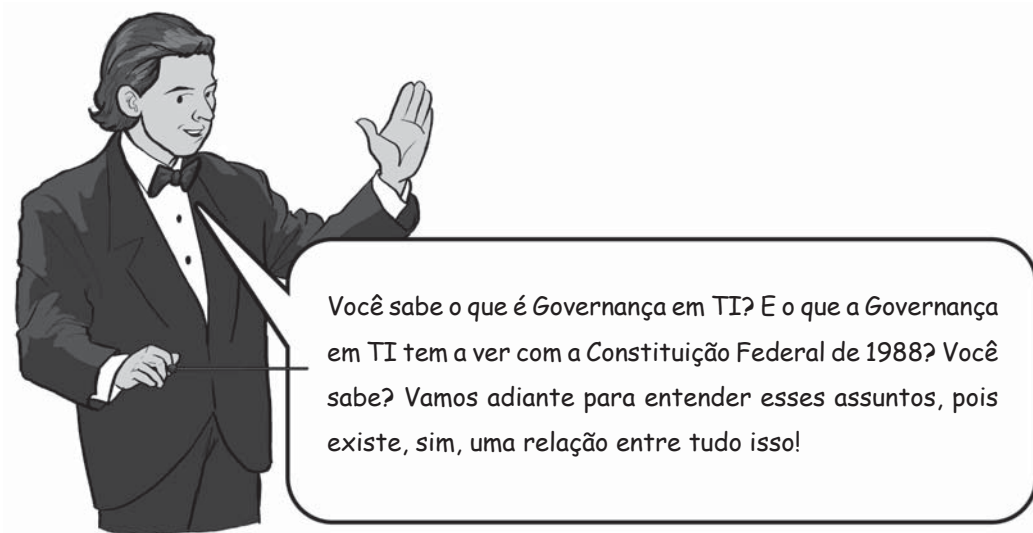 Você sabe o que é Governança em TI? E o que a Governança
em TI tem a ver com a Constituição Federal de 1988? Você
sabe? Vamos adiante para entender esses assuntos, pois
existe, sim, uma relação entre tudo isso!